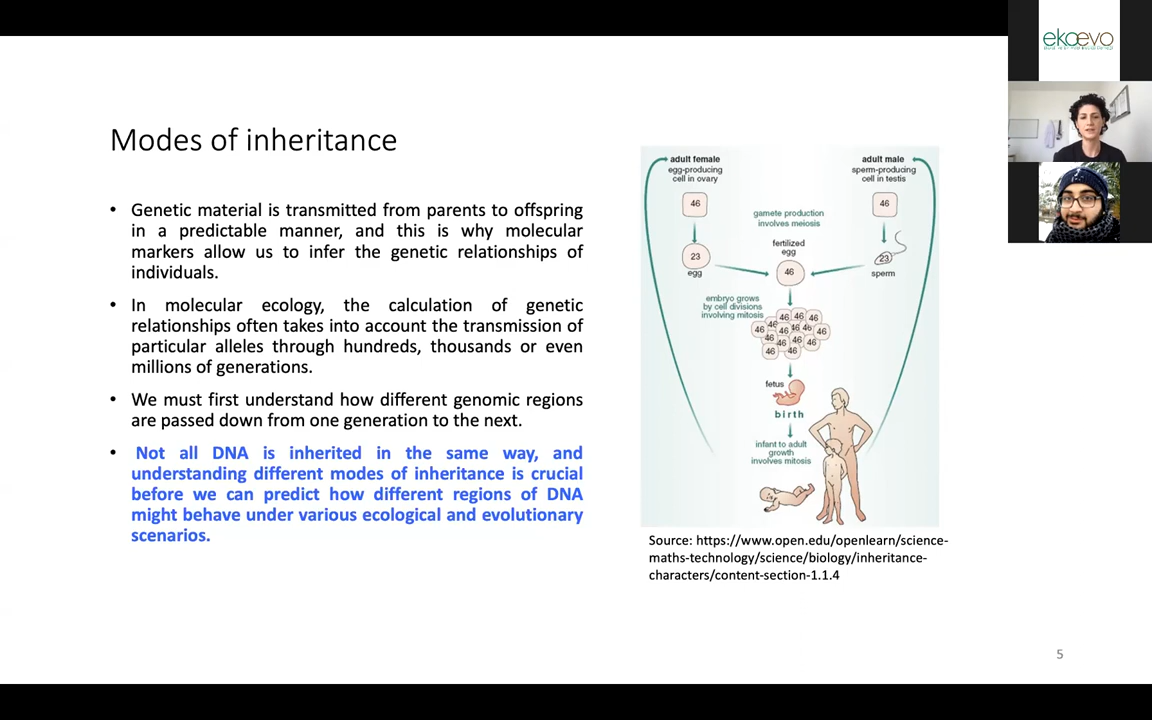 ekoevo
Modes of inheritance
• Genetic material is transmitted from parents to offspring
in a predictable manner, and this is why molecular
markers allow us to infer the genetic relationships of
individuals.
• In molecular ecology, the calculation of genetic
relationships often takes into account the transmission of
particular alleles through hundreds, thousands or even
millions of generations.
• We must first understand how different genomic regions
are passed down from one generation to the next.
• Not all DNA is inherited in the same way, and
understanding different modes of inheritance is crucial
before we can predict how different regions of DNA
might behave under various ecological and evolutionary
scenarios.
adult female
egg-producing
cell in ovary
46
23
egg
adult male
sperm-producing
cell in testis
46
23
sperm
gamete production
involves meiosis
fertilized
egg
46
embryo grows
by cell divisions
involving mitosis
46 46 46
46 46 46 46 46 46
46 46 46 46
46 46
fetus
birth
infant to adult
growth
involves mitosis
Source: https://www.open.edu/openlearn/science-
maths-technology/science/biology/inheritance-
characters/content-section-1.1.4
5